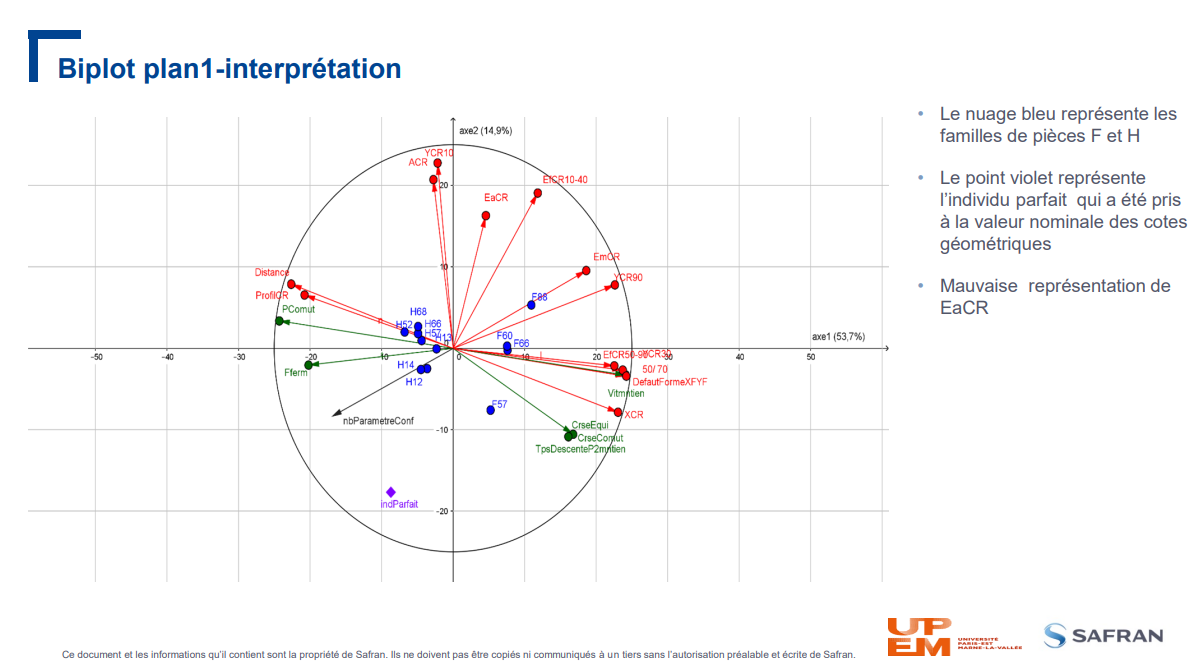 Biplot plan1-interprétation
• Le nuage bleu représente les
familles de pièces F et H
• Le point violet représente
l'individu parfait qui a été pris
à la valeur nominale des cotes
géométriques
• Mauvaise représentation de
EaCR
axe2 (14,9%)
YCR10
ACR
EfCR10-40
EaCR
20
EmCR
YCR90
Distance
ProfilCR
10
F88
PComut
H68
H52
H66
H57
H13
F60
F66
axe1 (53,7%)
-50
-40
-30
-20
-10
0
10
20
30
40
50
EfCR50-90
YCR30
50/ 70
DefautFormeXFYF
Fferm
H14
H12
Vitmntien
F57
XCR
nbParametreConf
-10
CrseEqui
CrseComut
TpsDescenteP2mntien
indParfait
-20
UPEM
UNIVERSITÉ
PARIS-EST
MARNE-LA-VALLÉE
SAFRAN
Ce document et les informations qu'il contient sont la propriété de Safran. Ils ne doivent pas être copiés ni communiqués à un tiers sans l'autorisation préalable et écrite de Safran.